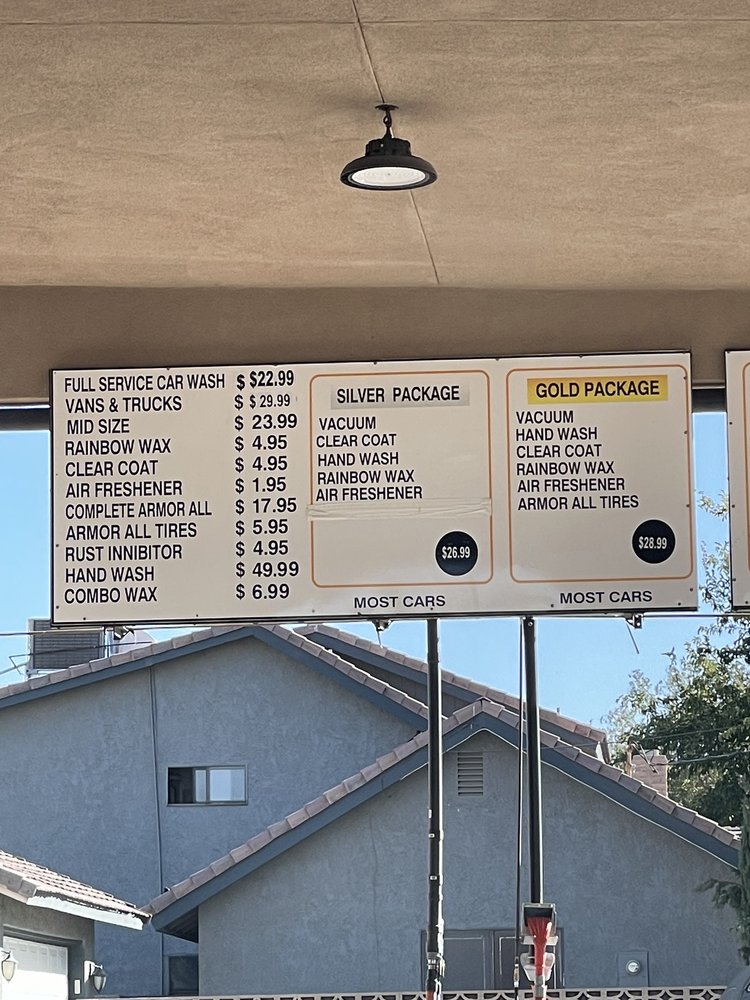 FULL SERVICE CAR WASH $ $22.99
VANS & TRUCKS $ $ 29.99
MID SIZE $ 23.99
RAINBOW WAX $ 4.95
CLEAR COAT $ 4.95
AIR FRESHENER $ 1.95
COMPLETE ARMOR ALL $ 17.95
ARMOR ALL TIRES $ 5.95
RUST INNIBITOR $ 4.95
HAND WASH $ 49.99
COMBO WAX $ 6.99
SILVER PACKAGE
VACUUM
CLEAR COAT
HAND WASH
RAINBOW WAX
AIR FRESHENER
$26.99
MOST CARS
GOLD PACKAGE
VACUUM
HAND WASH
CLEAR COAT
RAINBOW WAX
AIR FRESHENER
ARMOR ALL TIRES
$28.99
MOST CARS